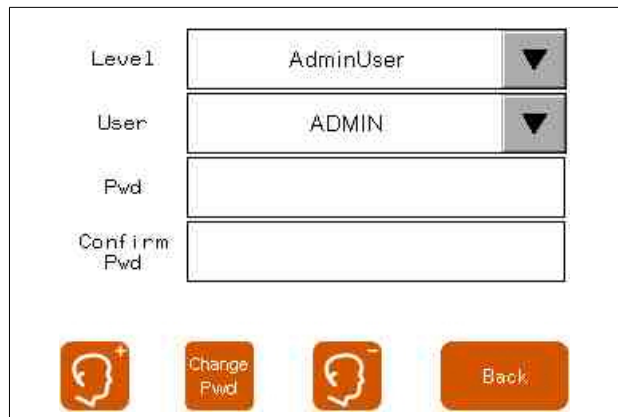 Level AdminUser
User ADMIN
Pwd
Confirm
Pwd
+ Change - Back
Pwd